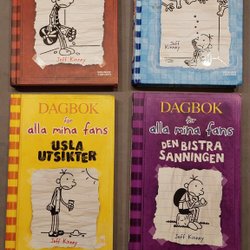 Jeff Kinney
Jeff Kinney
DAGBOK
för
alla mina fans
USLA
UTSIKTER
Jeff Kinney
DAGBOK
för
alla mina fans
DEN BISTRA
SANNINGEN
Jeff Kinney